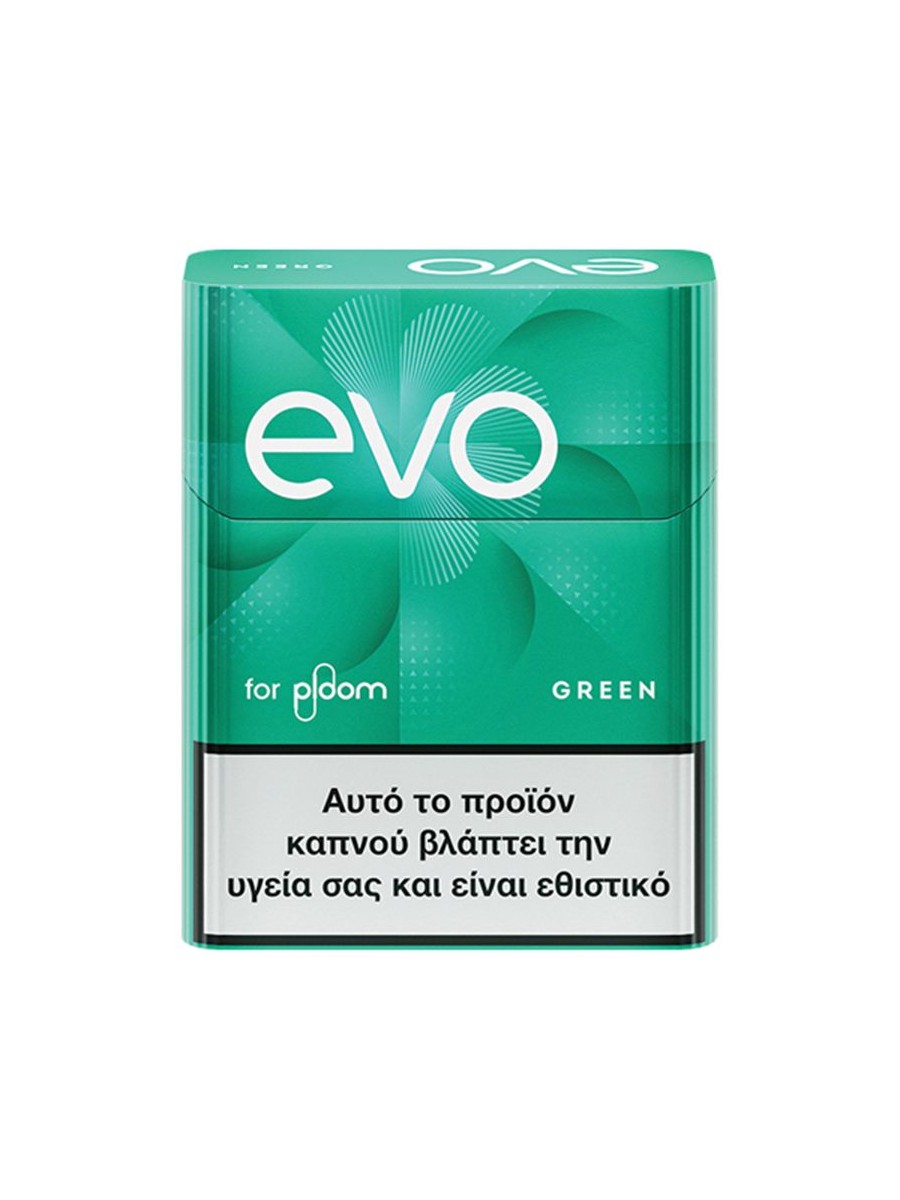 GREEN evo
evo
for ploom
GREEN
Αυτό το προϊόν
καπνού βλάπτει την
υγεία σας και είναι εθιστικό